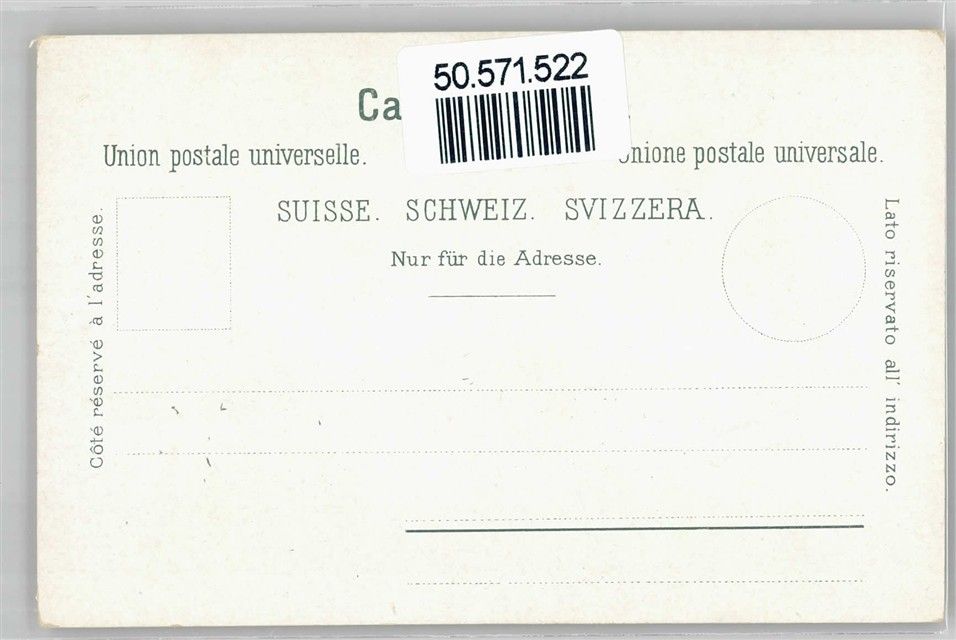 50.571.522
Ca
Union postale universelle.
Unione postale universale.
SUISSE. SCHWEIZ. SVIZZERA.
Nur für die Adresse.
Côté réservé à l'adresse.
Lato riservato all' indirizzo.